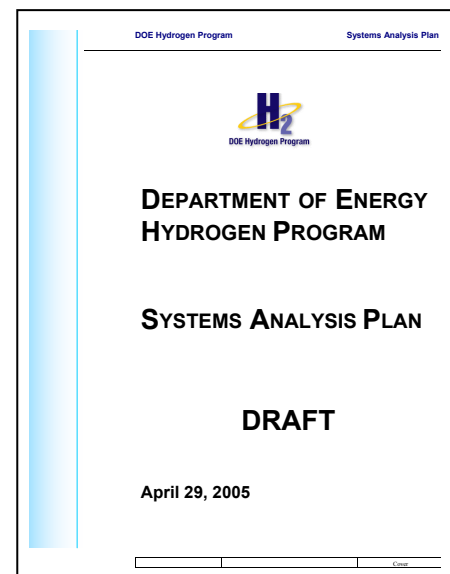 DOE Hydrogen Program Systems Analysis Plan
H2
DOE Hydrogen Program
DEPARTMENT OF ENERGY
HYDROGEN PROGRAM
SYSTEMS ANALYSIS PLAN
DRAFT
April 29, 2005
Cover